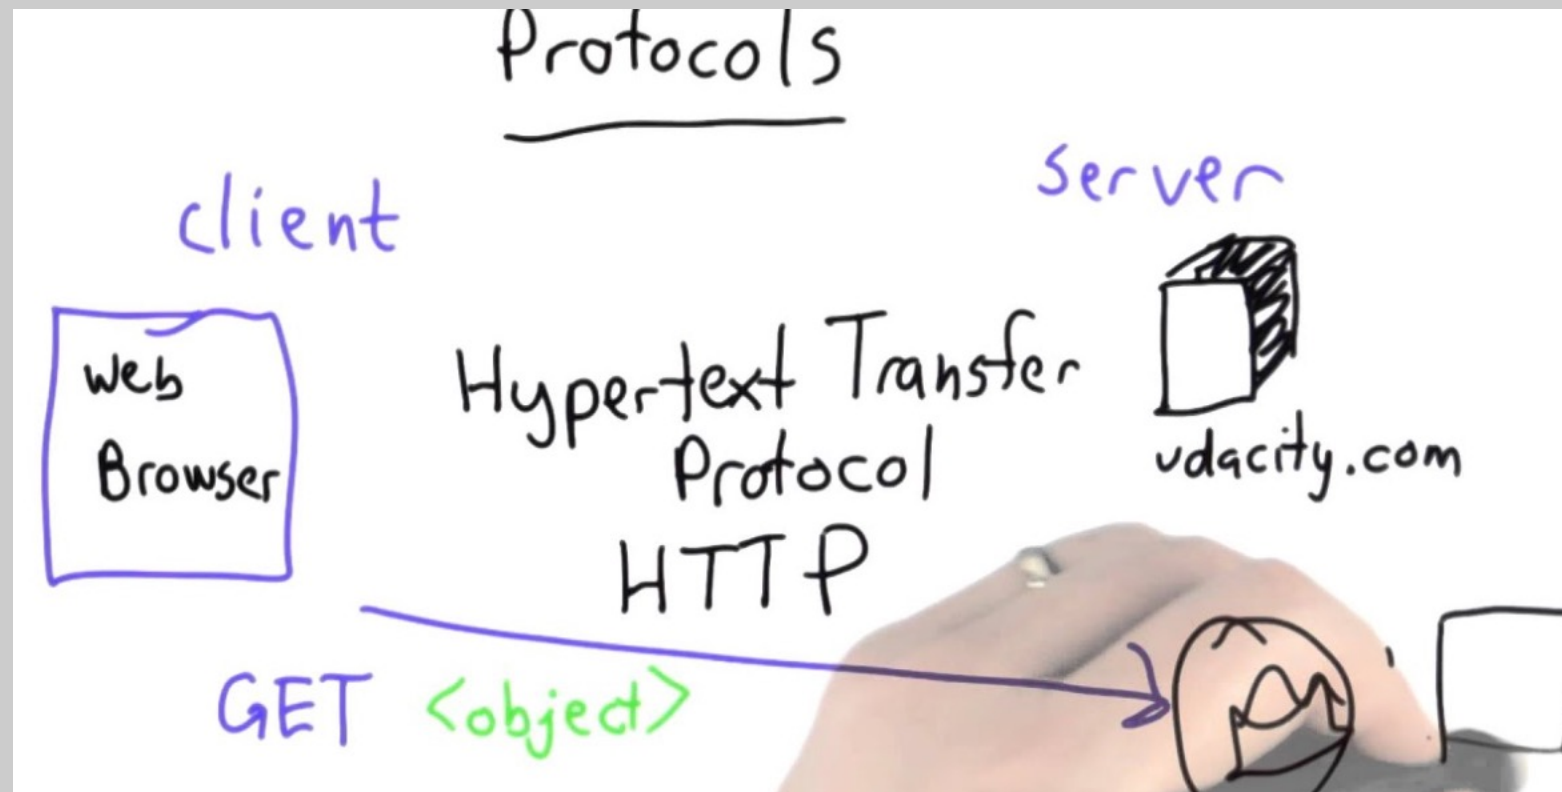 Protocols
client
server
Web
Browser
Hypertext Transfer
Protocol
HTTP
udacity.com
GET <object>